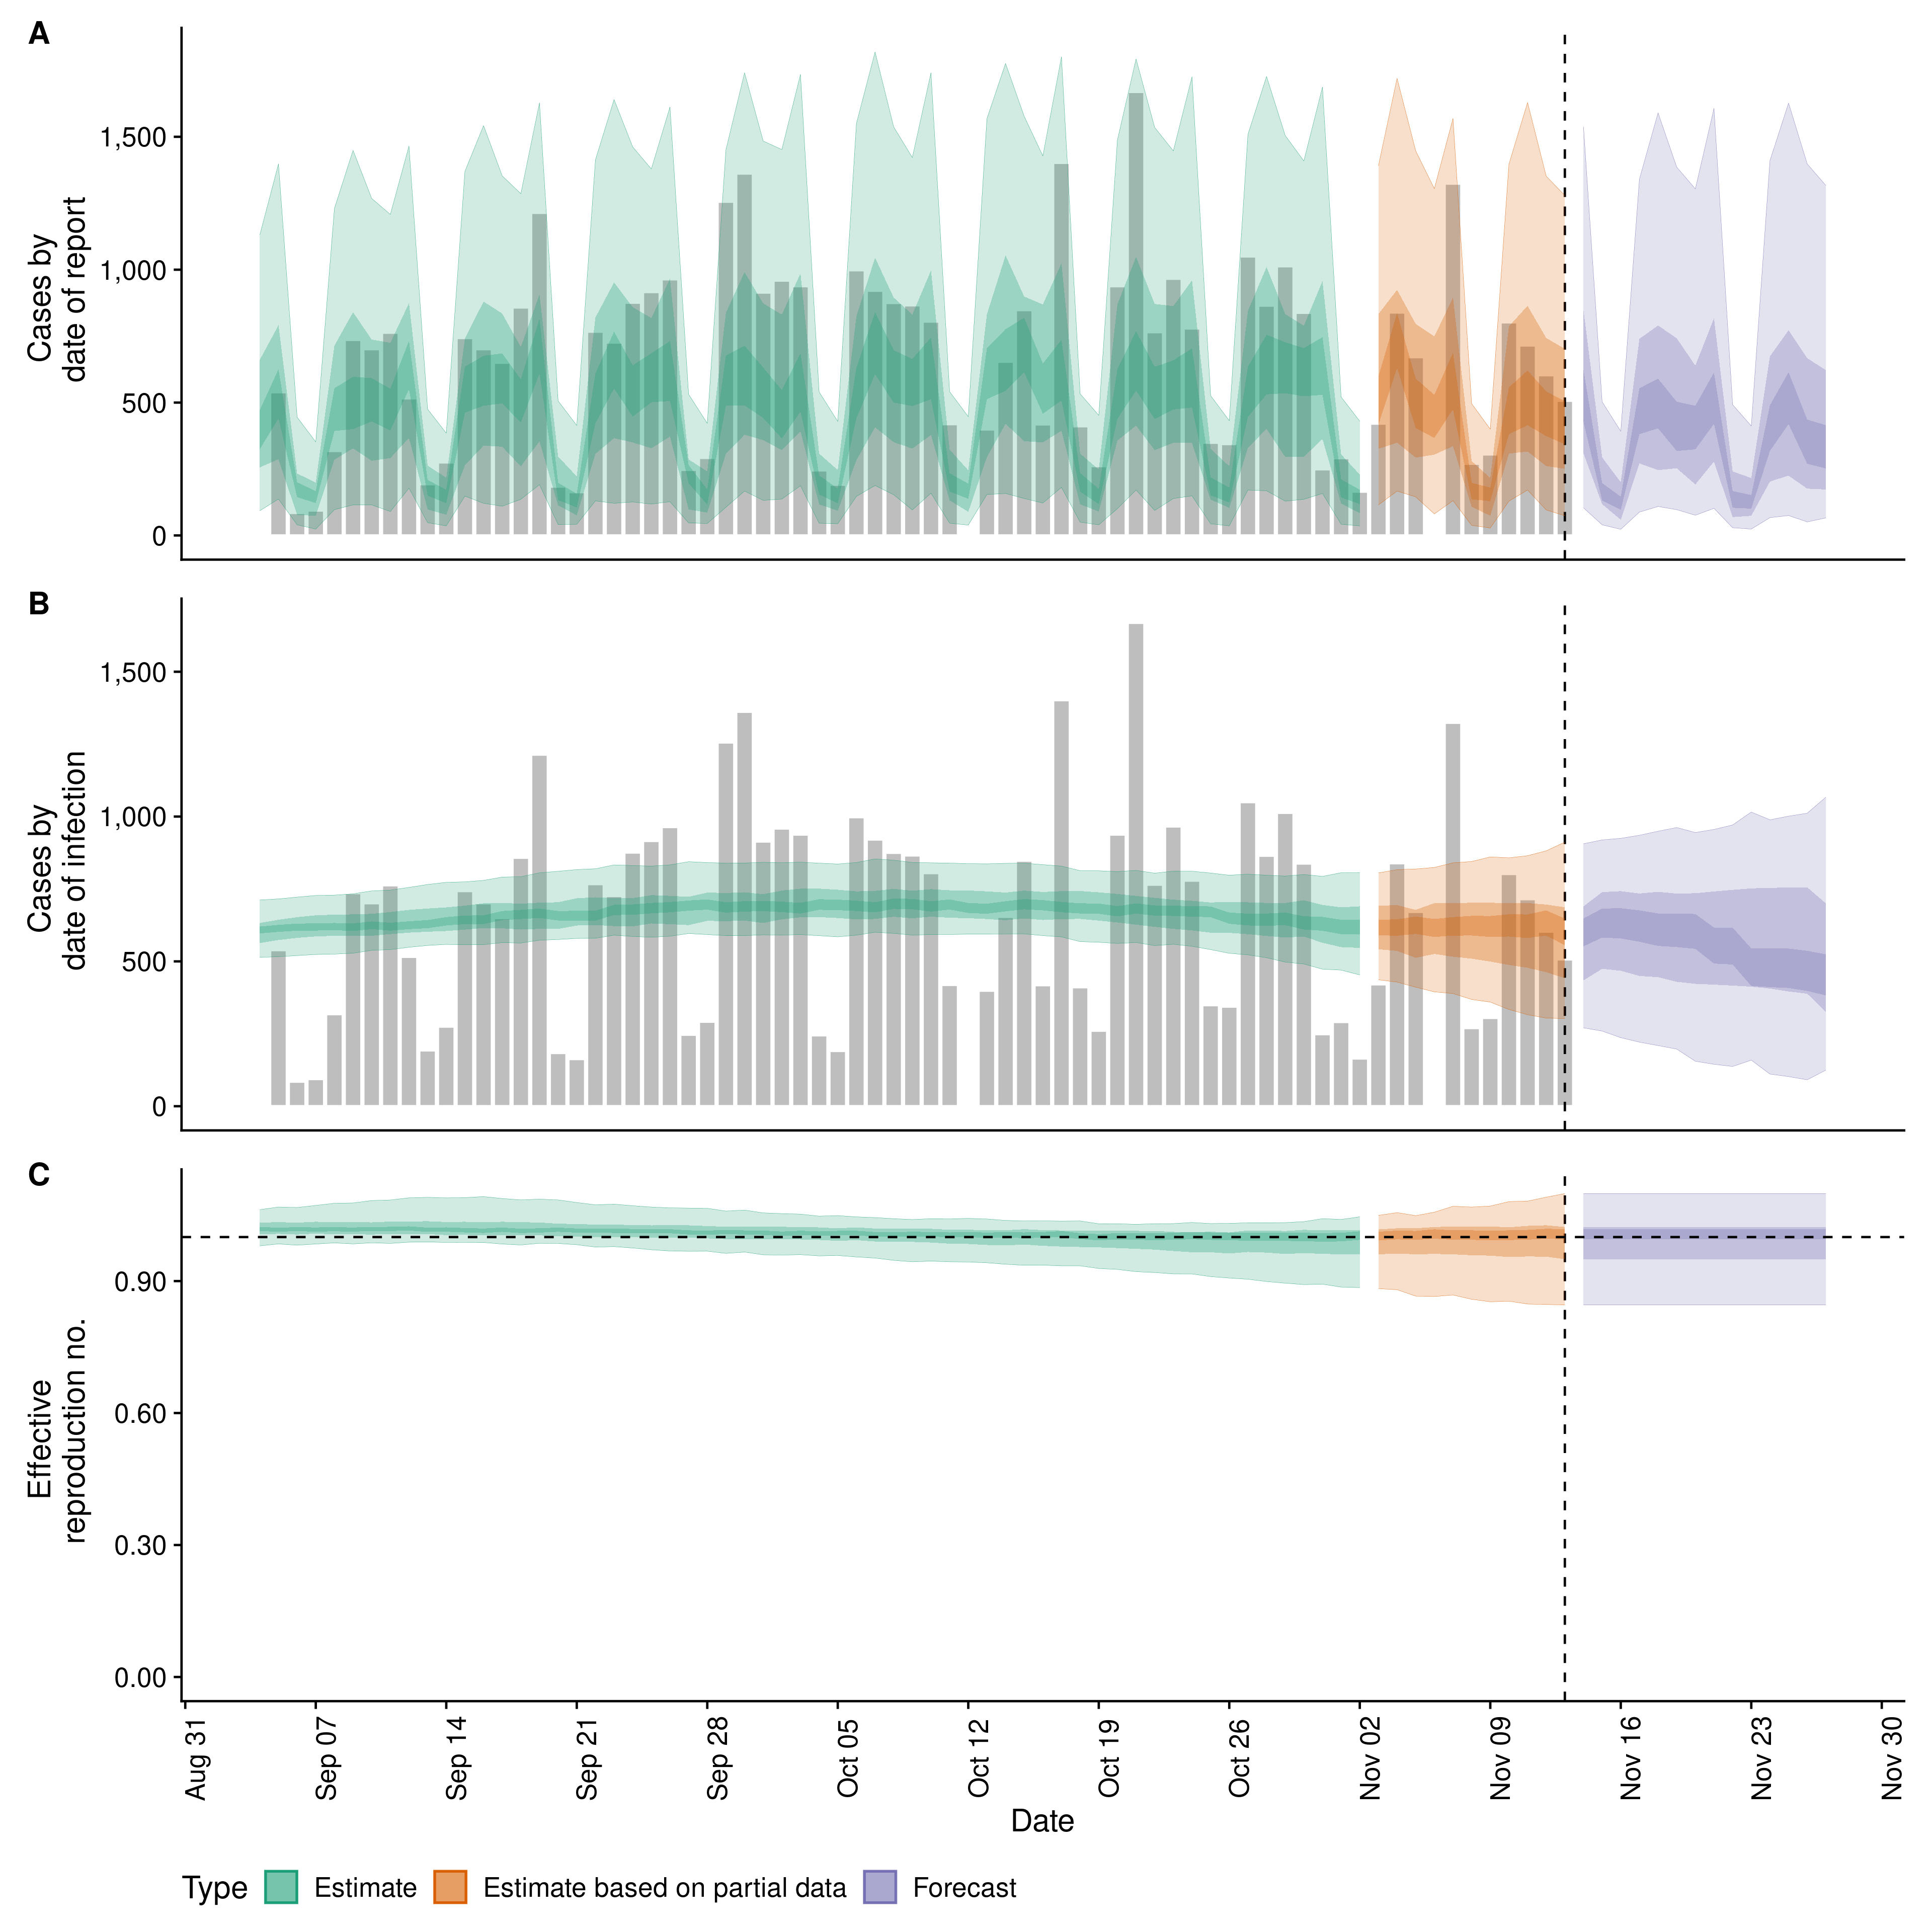 A
Cases by
date of report
1,500
1,000
500
0
B
Cases by
date of infection
1,500
1,000
500
0
C
Effective
reproduction no.
0.90
0.60
0.30
0.00
Aug 31
Sep 07
Sep 14
Sep 21
Sep 28
Oct 05
Oct 12
Oct 19
Oct 26
Nov 02
Nov 09
Nov 16
Nov 23
Nov 30
Date
Type
Estimate
Estimate based on partial data
Forecast